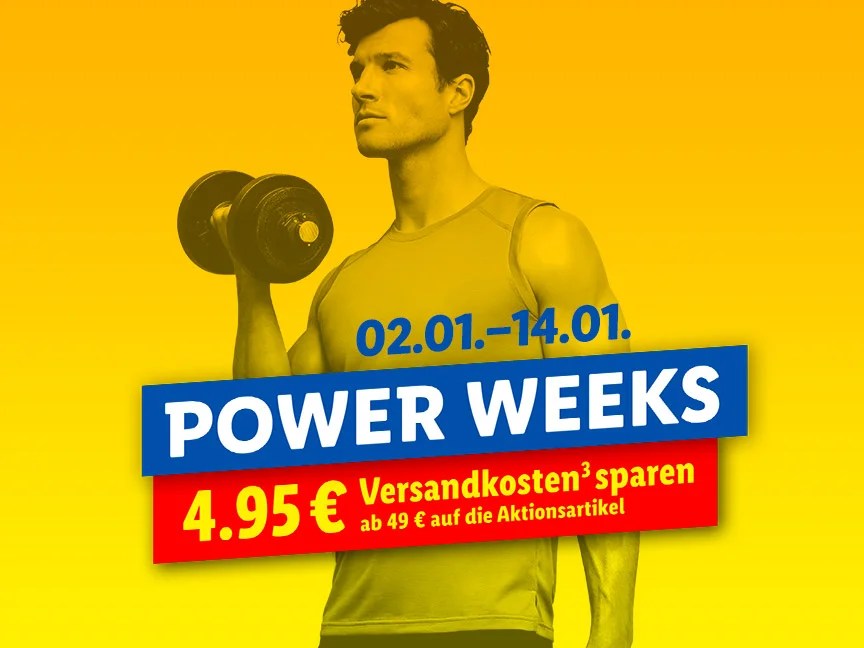 02.01.–14.01.
POWER WEEKS
4.95 € Versandkosten³ sparen
ab 49 € auf die Aktionsartikel